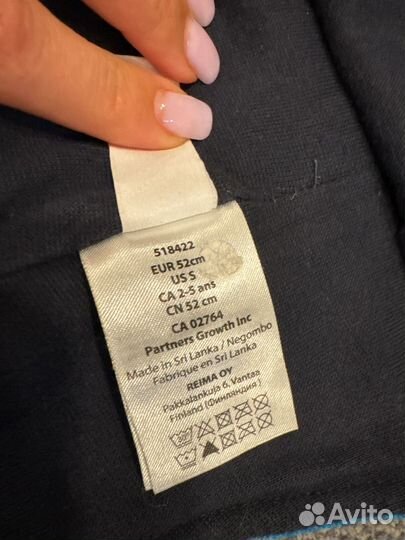 518422
EUR 52cm
US S
CA 2-5 ans
CN 52 cm
CA 02764
Partners Growth Inc
Made in Sri Lanka / Negombo
Fabrique en Sri Lanka
REIMA OY
Pakkalankuja 6, Vantaa
Finland (Финляндия)
Avito